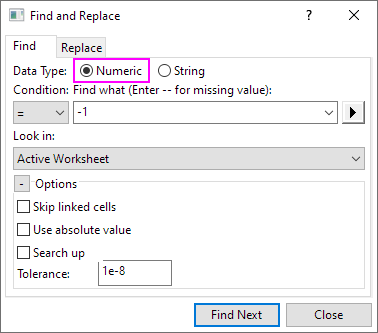 Find and Replace
Find Replace
Data Type: Numeric String
Condition: Find what (Enter -- for missing value):
= -1
Look in:
Active Worksheet
- Options
Skip linked cells
Use absolute value
Search up
Tolerance: 1e-8
Find Next Close